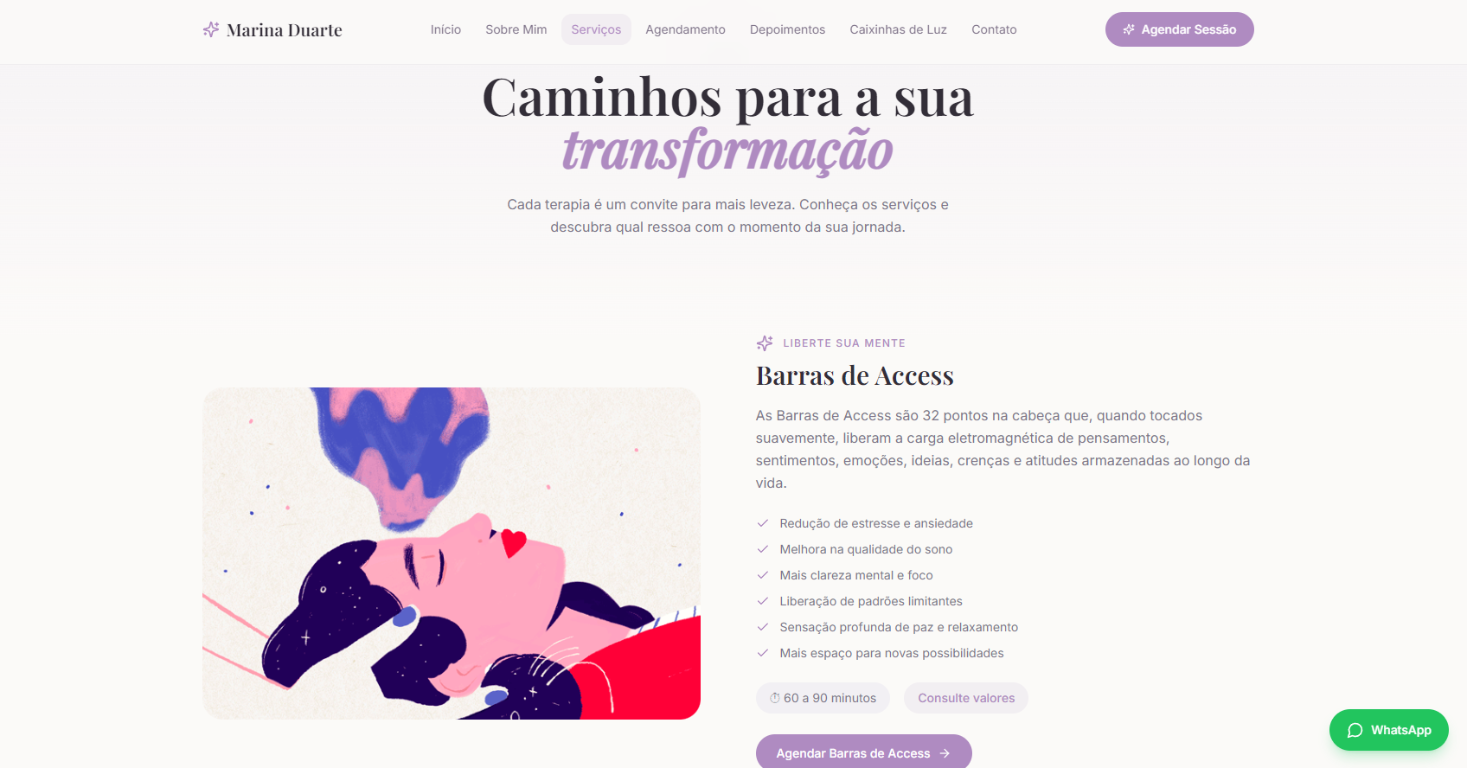 Marina Duarte
Início
Sobre Mim
Serviços
Agendamento
Depoimentos
Caixinhas de Luz
Contato
Agendar Sessão
Caminhos para a sua
transformação
Cada terapia é um convite para mais leveza. Conheça os serviços e
descubra qual ressoa com o momento da sua jornada.
LIBERTE SUA MENTE
Barras de Access
As Barras de Access são 32 pontos na cabeça que, quando tocados
suavemente, liberam a carga eletromagnética de pensamentos,
sentimentos, emoções, ideias, crenças e atitudes armazenadas ao longo da
vida.
Redução de estresse e ansiedade
Melhora na qualidade do sono
Mais clareza mental e foco
Liberação de padrões limitantes
Sensação profunda de paz e relaxamento
Mais espaço para novas possibilidades
60 a 90 minutos
Consulte valores
Agendar Barras de Access
WhatsApp